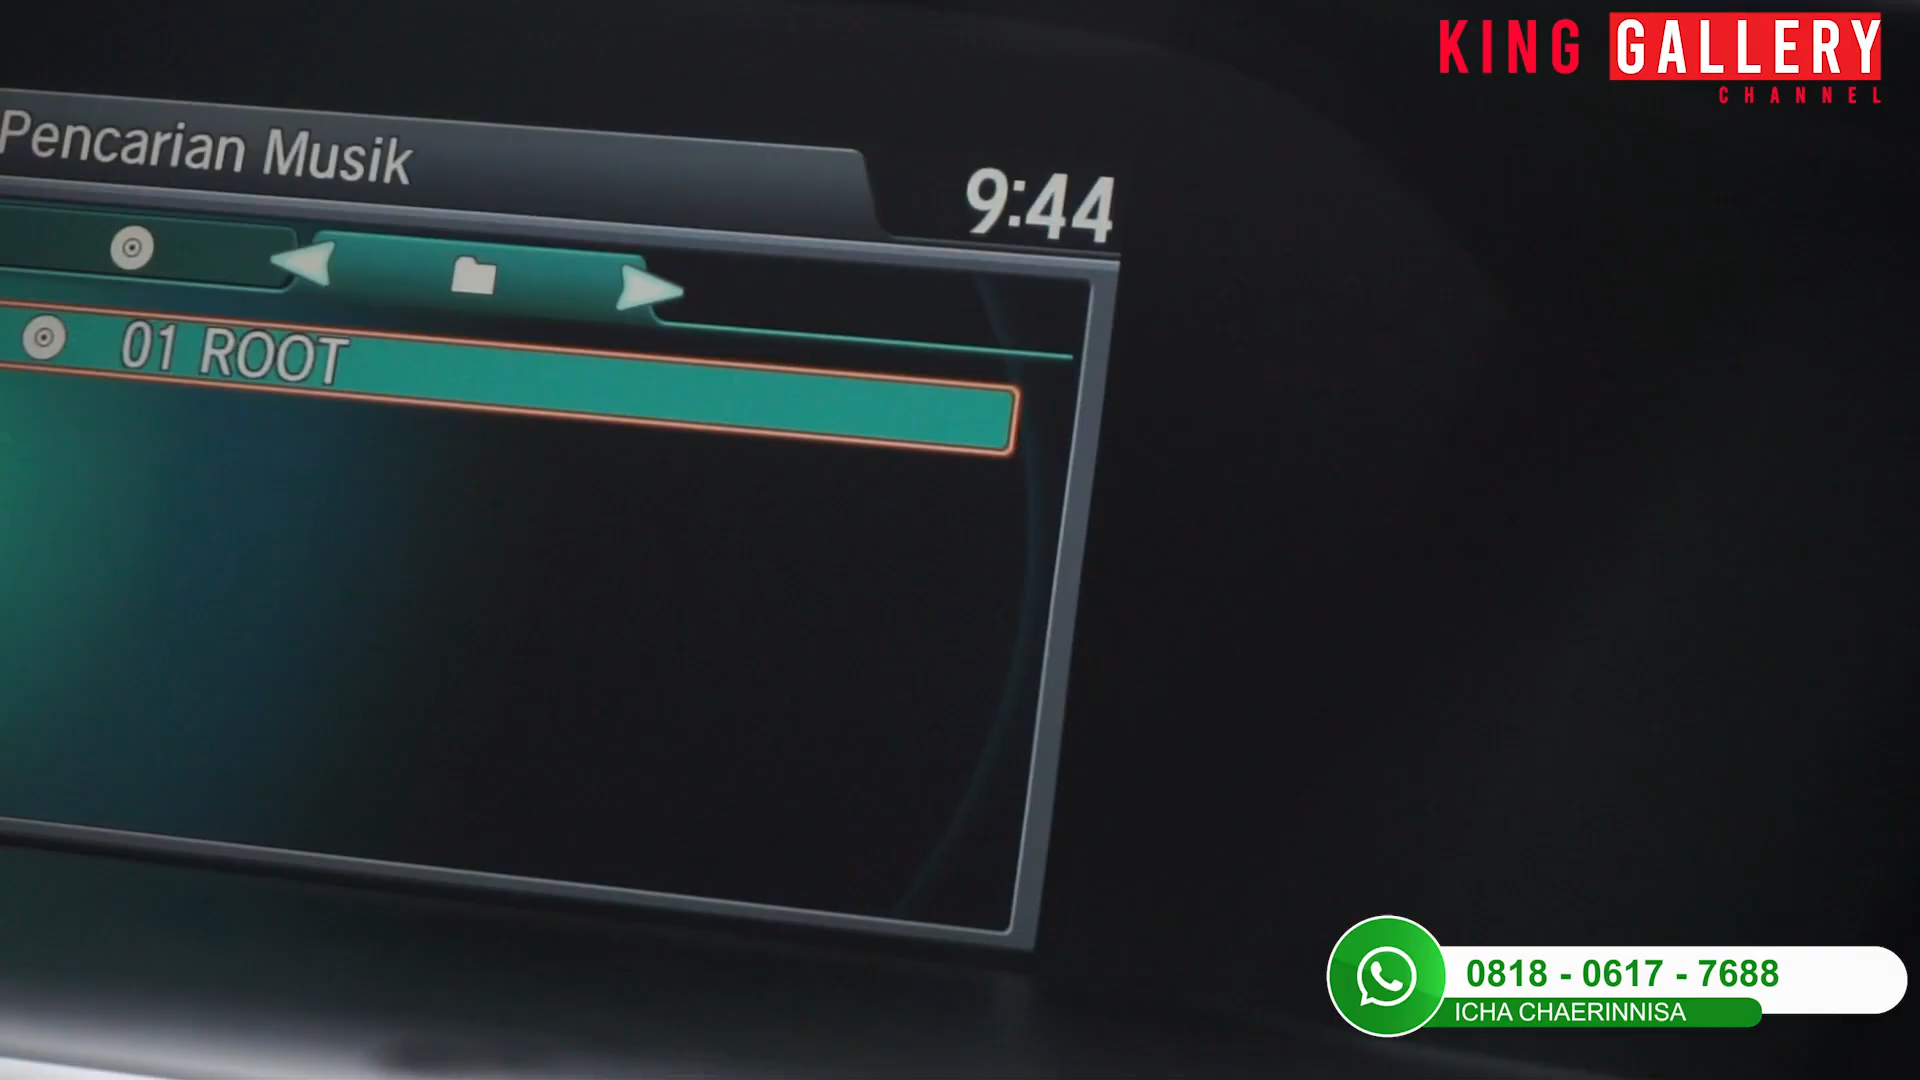 KING GALLERY
CHANNEL
Pencarian Musik
9:44
01 ROOT
0818 - 0617 - 7688
ICHA CHAERINNISA